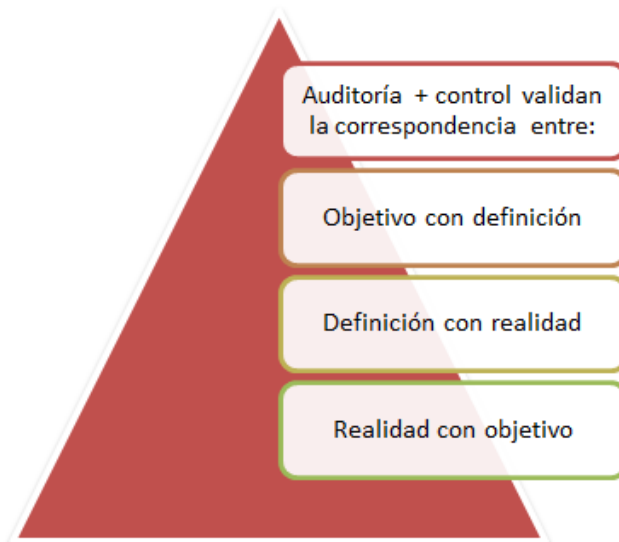 Auditoría + control validan
la correspondencia entre:
Objetivo con definición
Definición con realidad
Realidad con objetivo